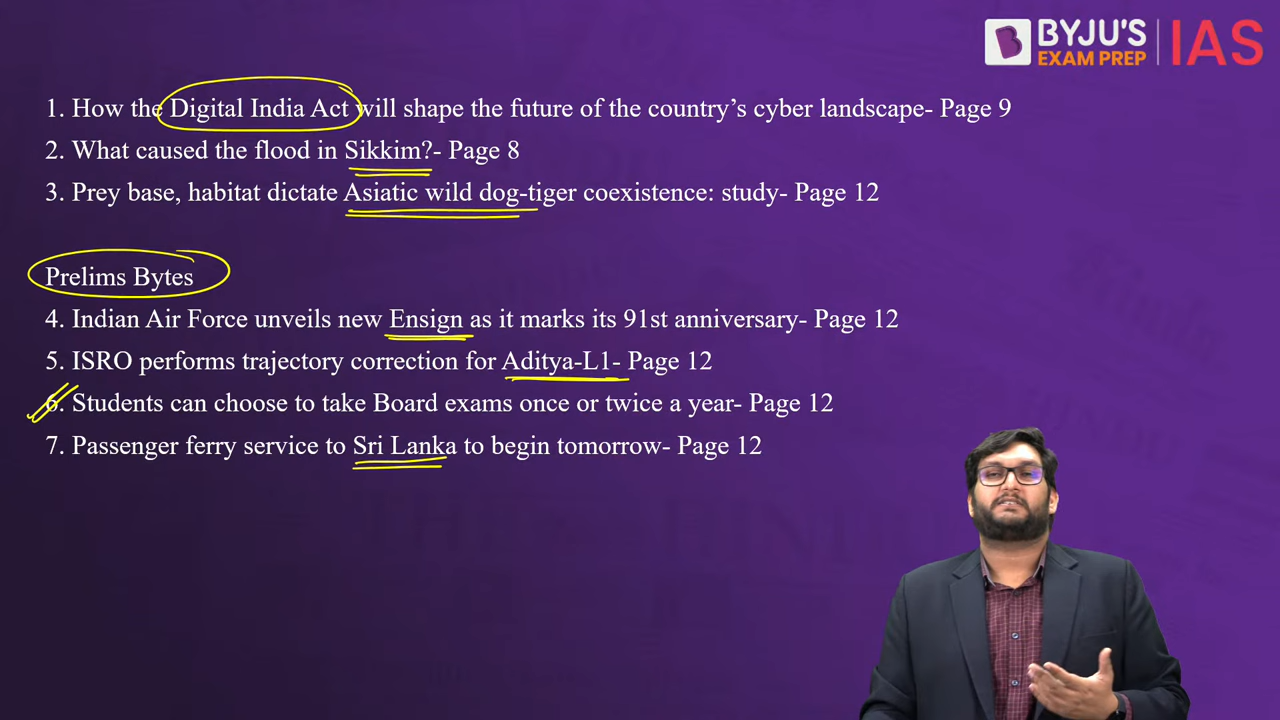 BYJU'S
EXAM PREP
IAS
1. How the Digital India Act will shape the future of the country’s cyber landscape- Page 9
2. What caused the flood in Sikkim?- Page 8
3. Prey base, habitat dictate Asiatic wild dog-tiger coexistence: study- Page 12
Prelims Bytes
4. Indian Air Force unveils new Ensign as it marks its 91st anniversary- Page 12
5. ISRO performs trajectory correction for Aditya-L1- Page 12
6. Students can choose to take Board exams once or twice a year- Page 12
7. Passenger ferry service to Sri Lanka to begin tomorrow- Page 12